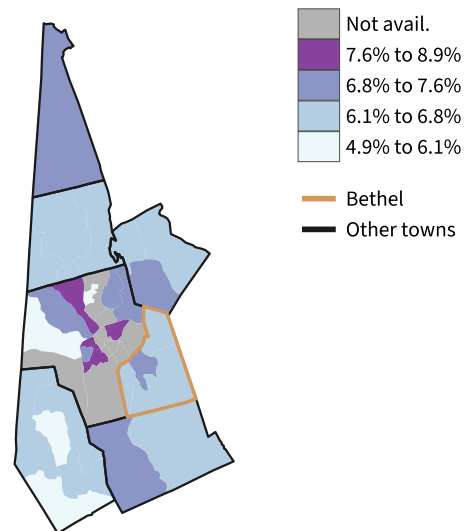 Not avail.
7.6% to 8.9%
6.8% to 7.6%
6.1% to 6.8%
4.9% to 6.1%
Bethel
Other towns